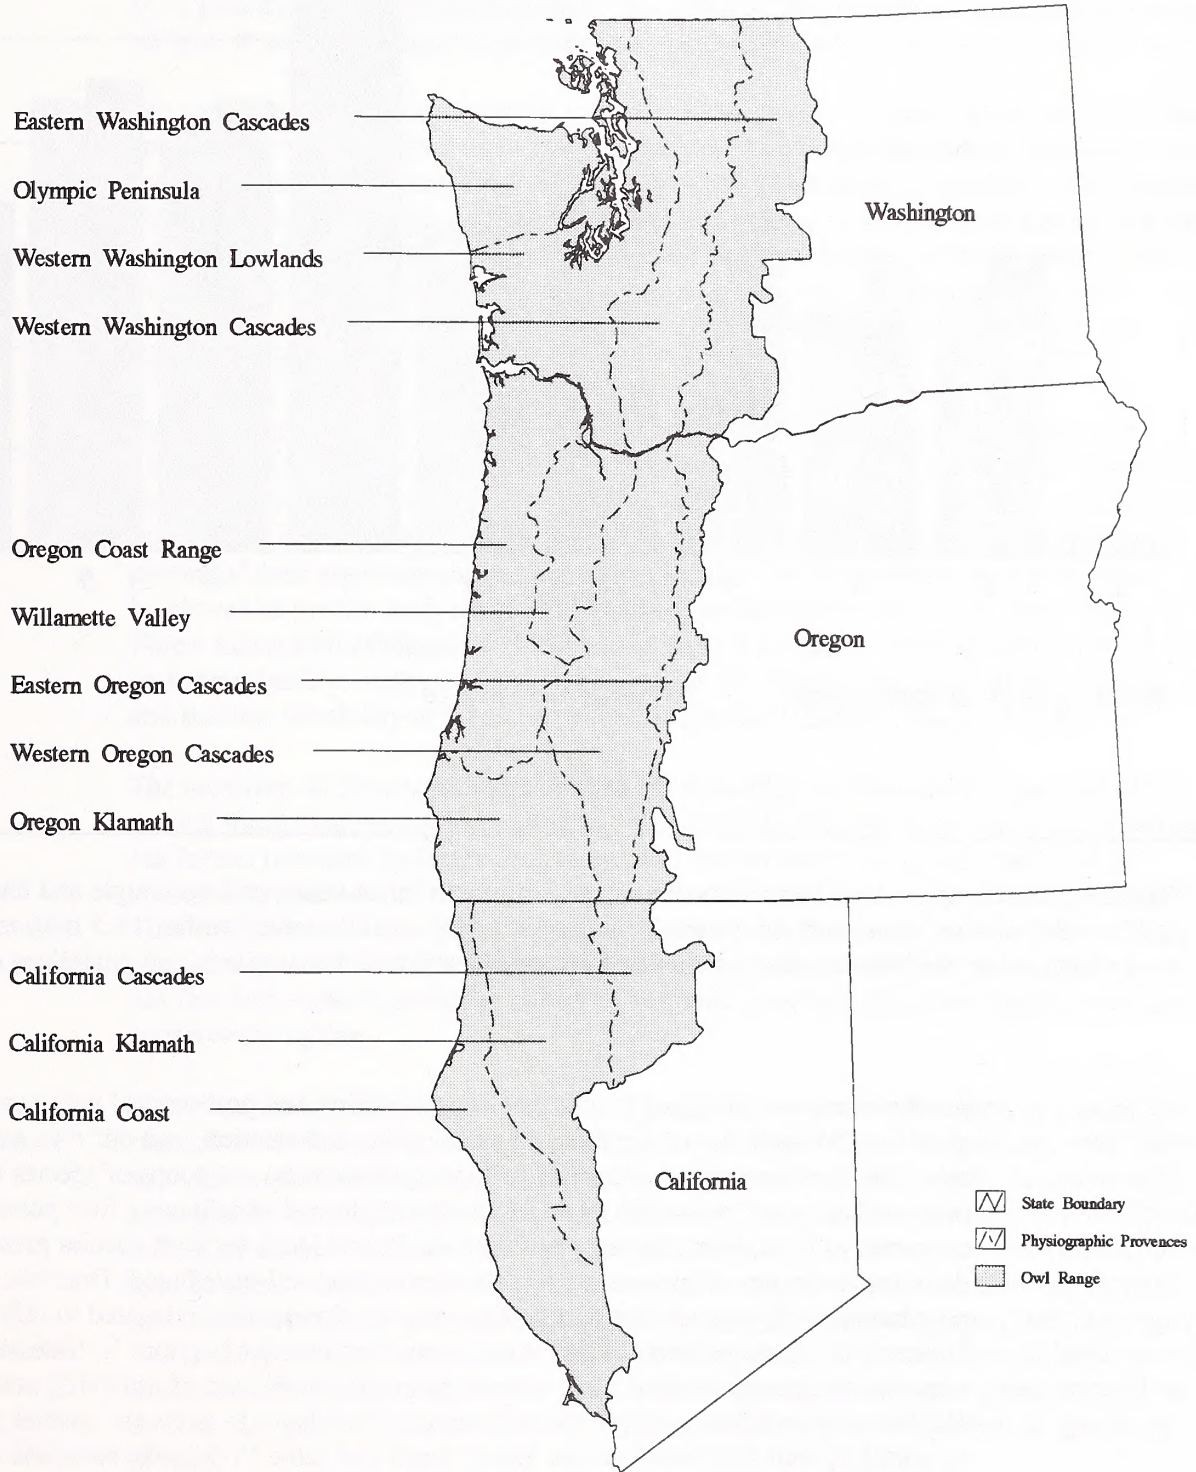 Eastern Washington Cascades
Olympic Peninsula
Washington
Western Washington Lowlands
Western Washington Cascades
Oregon Coast Range
Willamette Valley
Oregon
Eastern Oregon Cascades
Western Oregon Cascades
Oregon Klamath
California Cascades
California Klamath
California Coast
California
State Boundary
Physiographic Provences
Owl Range